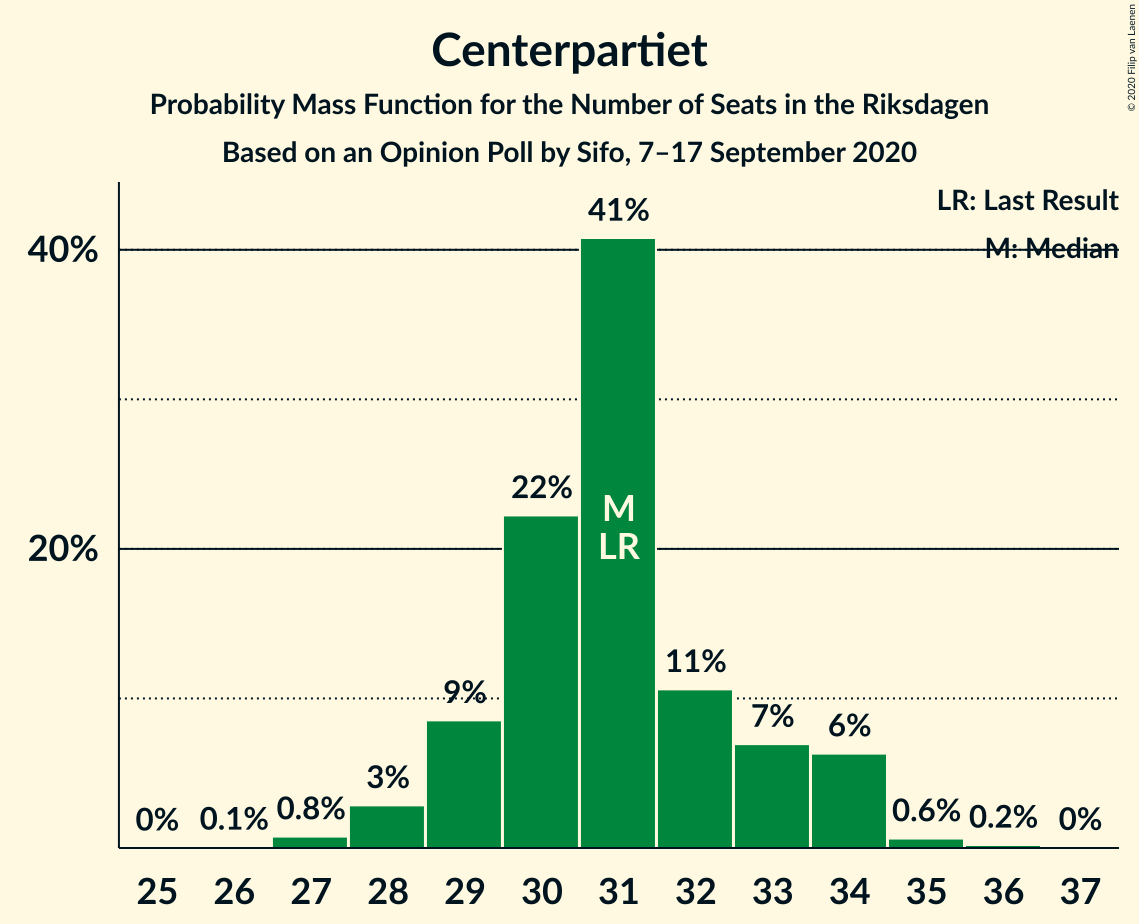 Centerpartiet
Probability Mass Function for the Number of Seats in the Riksdagen
Based on an Opinion Poll by Sifo, 7–17 September 2020
© 2020 Filip van Laenen
LR: Last Result
M: Median
40%
20%
0%
0.1%
0.8%
3%
9%
22%
41%
M
LR
11%
7%
6%
0.6%
0.2%
0%
25 26 27 28 29 30 31 32 33 34 35 36 37